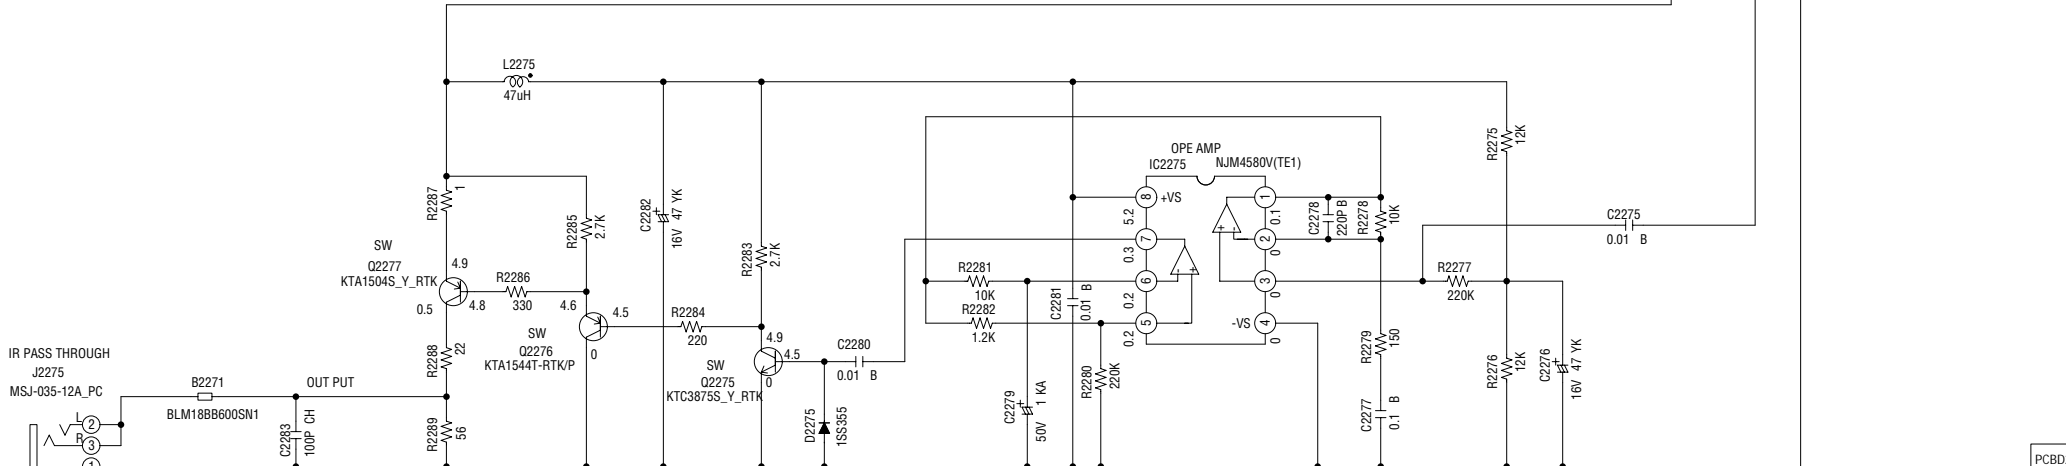 L2275
47uH
R2287
1
SW
Q2277
KTA1504S_Y_RTK
4.9
4.8
0.5
R2288
22
R2289
56
IR PASS THROUGH
J2275
MSJ-035-12A_PC
L
2
R
3
1
B2271
BLM18BB600SN1
OUT PUT
C2283
100P CH
R2286
330
R2285
2.7K
4.6
4.5
0
SW
Q2276
KTA1544T-RTK/P
C2282
+
16V 47 YK
R2284
220
R2283
2.7K
SW
Q2275
KTC3875S_Y_RTK
4.9
4.5
0
C2280
0.01 B
D2275
1SS355
R2281
10K
R2282
1.2K
C2279
+
50V 1 KA
C2281
0.01 B
R2280
220K
OPE AMP
IC2275
NJM4580V(TE1)
8
+VS
5.2
7
0.3
6
0.2
5
0.2
- +
+ -
1
0.1
2
0
3
0
-VS
4
0
C2278
220P B
R2278
10K
R2279
150
C2277
0.1 B
R2277
220K
R2275
12K
R2276
12K
C2276
+
16V 47 YK
C2275
0.01 B